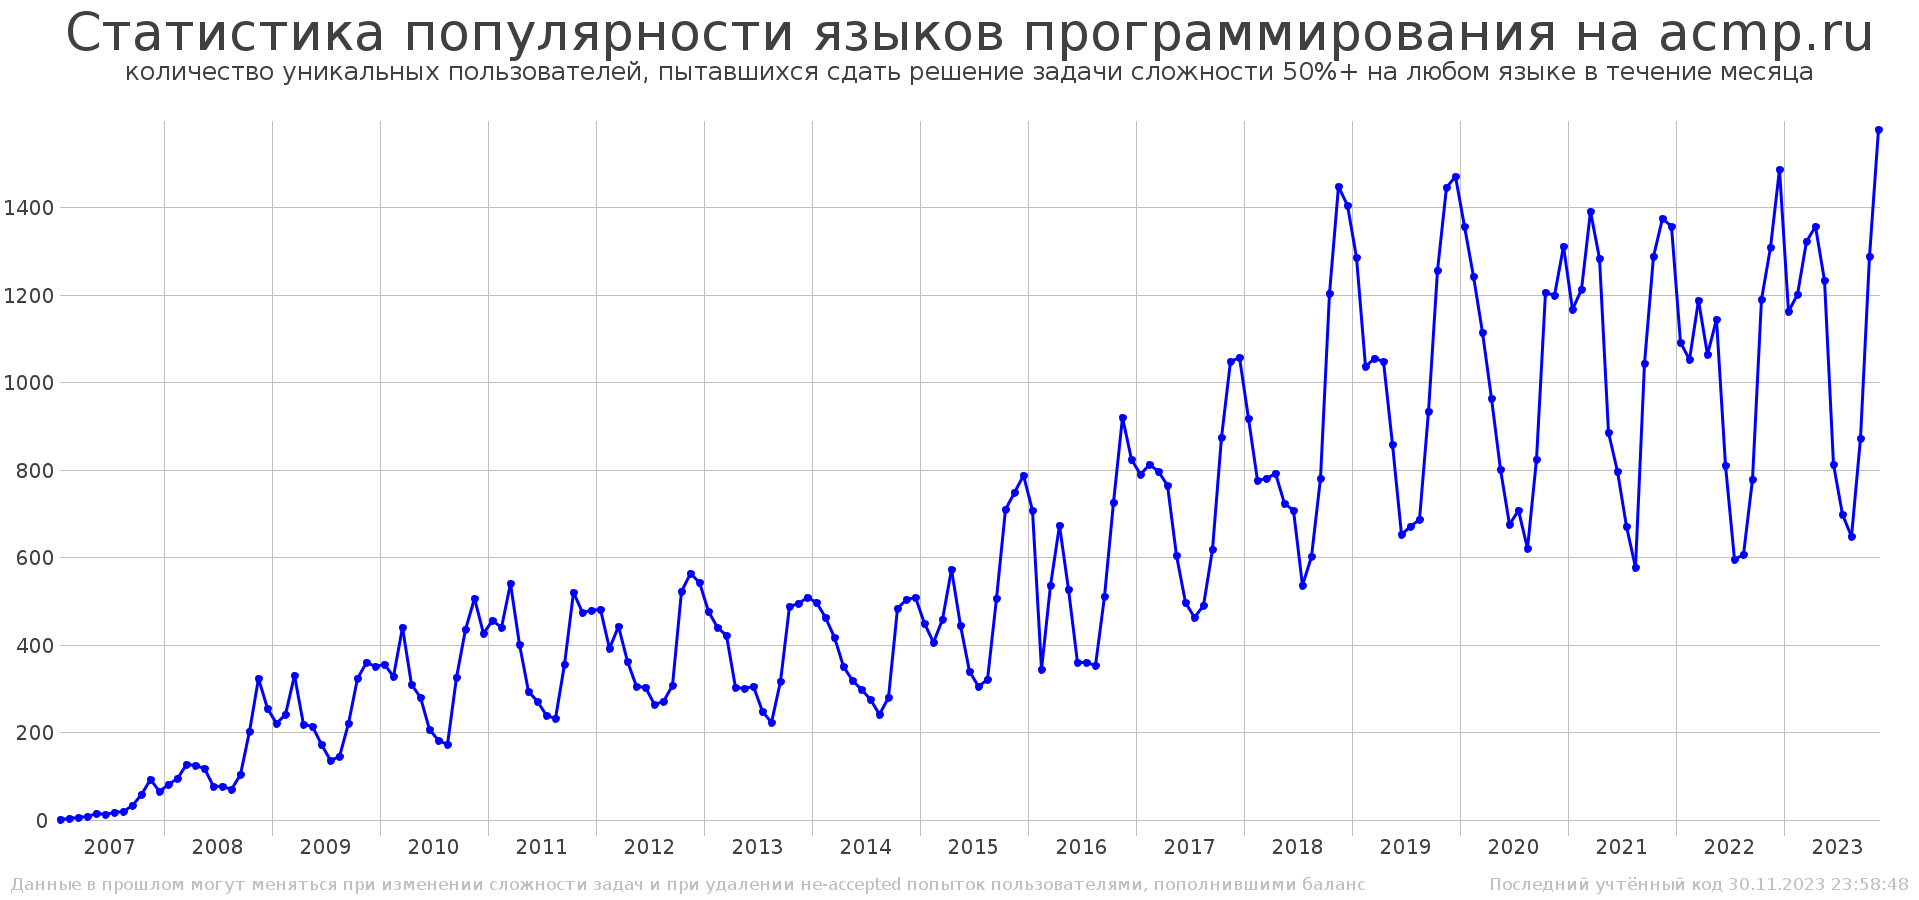 Статистика популярности языков программирования на acmp.ru
количество уникальных пользователей, пытавшихся сдать решение задачи сложности 50%+ на любом языке в течение месяца
1400
1200
1000
800
600
400
200
0
2007 2008 2009 2010 2011 2012 2013 2014 2015 2016 2017 2018 2019 2020 2021 2022 2023
Данные в прошлом могут меняться при изменении сложности задач и при удалении не-accepted попыток пользователями, пополнившими баланс
Последний учтённый код 30.11.2023 23:58:48